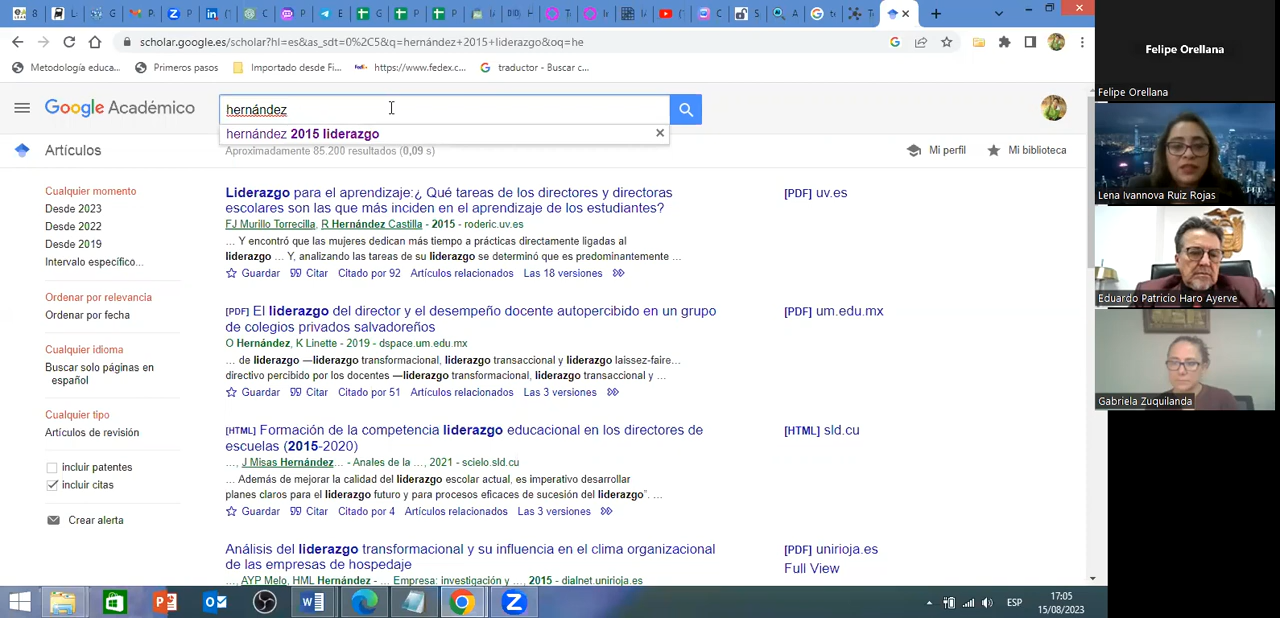 scholar.google.es/scholar?hl=es&as_sdt=0%2C5&q=hernández+2015+liderazgo&oq=he
Metodología educa...
Primeros pasos
Importado desde Fi...
https://www.fedex.c...
traductor - Buscar c...
Google Académico
hernández
hernández 2015 liderazgo
Artículos
Aproximadamente 85.200 resultados (0,09 s)
Mi perfil
Mi biblioteca
Cualquier momento
Desde 2023
Desde 2022
Desde 2019
Intervalo específico...
Ordenar por relevancia
Ordenar por fecha
Cualquier idioma
Buscar solo páginas en
español
Cualquier tipo
Artículos de revisión
incluir patentes
incluir citas
Crear alerta
Liderazgo para el aprendizaje:¿ Qué tareas de los directores y directoras
escolares son las que más inciden en el aprendizaje de los estudiantes?
FJ Murillo Torrecilla, R Hernández Castilla - 2015 - roderic.uv.es
... Y encontró que las mujeres dedican más tiempo a prácticas directamente ligadas al
liderazgo ... Y, analizando las tareas de su liderazgo se determinó que es predominantemente ...
Guardar Citar Citado por 92 Artículos relacionados Las 18 versiones
[PDF] uv.es
[PDF] El liderazgo del director y el desempeño docente autopercibido en un grupo
de colegios privados salvadoreños
O Hernández, K Linette - 2019 - dspace.um.edu.mx
... de liderazgo —liderazgo transformacional, liderazgo transaccional y liderazgo laissez-faire...
directivo percibido por los docentes —liderazgo transformacional, liderazgo transaccional y ...
Guardar Citar Citado por 51 Artículos relacionados Las 3 versiones
[PDF] um.edu.mx
[HTML] Formación de la competencia liderazgo educacional en los directores de
escuelas (2015-2020)
..., J Misas Hernández... - Anales de la ..., 2021 - scielo.sld.cu
... Además de mejorar la calidad del liderazgo escolar actual, es imperativo desarrollar
planes claros para el liderazgo futuro y para procesos eficaces de sucesión del liderazgo”. ...
Guardar Citar Citado por 4 Artículos relacionados Las 3 versiones
[HTML] sld.cu
Análisis del liderazgo transformacional y su influencia en el clima organizacional
de las empresas de hospedaje
..., AYP Melo, HML Hernández - ... Empresa: investigación y ..., 2015 - dialnet.unirioja.es
[PDF] unirioja.es
Full View
Felipe Orellana
Felipe Orellana
Lena Ivannova Ruiz Rojas
Eduardo Patricio Haro Ayerve
Gabriela Zuquilanda
ESP
17:05
15/08/2023